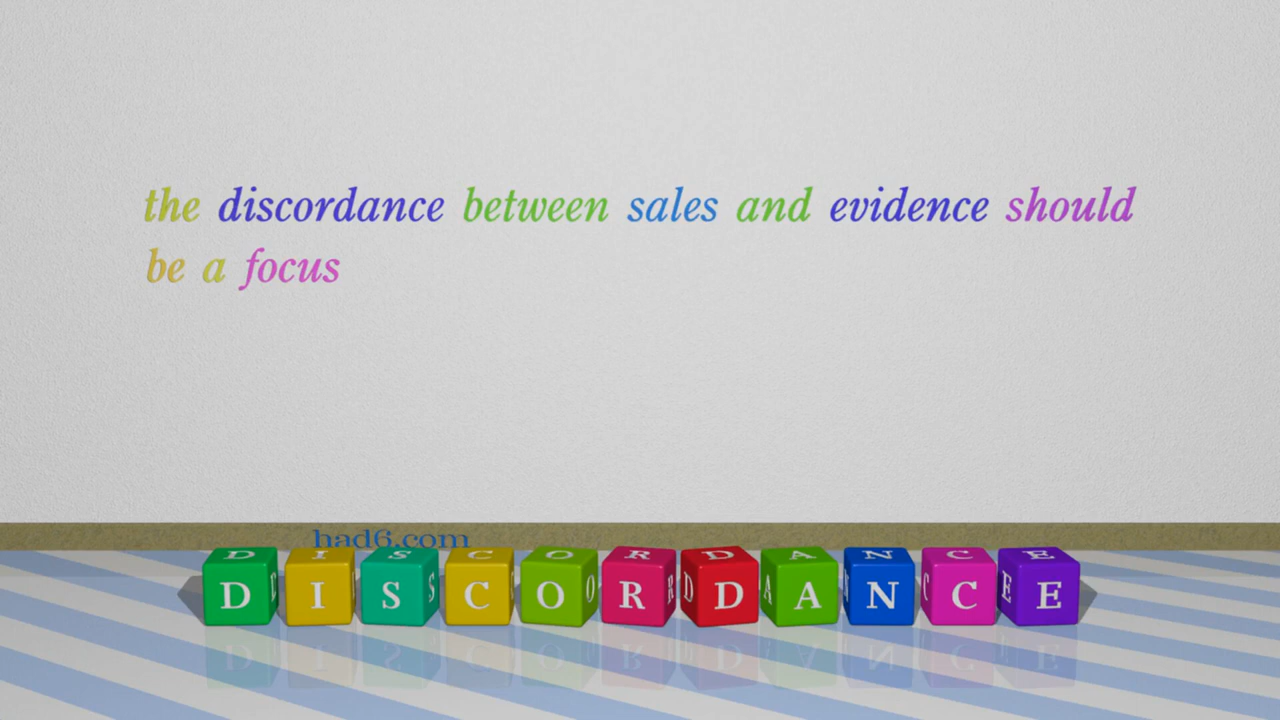 the discordance between sales and evidence should
be a focus
had6.com
DISCORDANCE